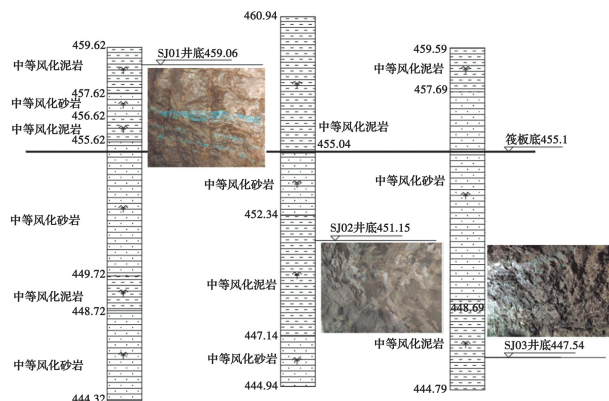 459.62
SJ01井底459.06
中等风化泥岩
457.62
中等风化砂岩
456.62
中等风化泥岩
455.62
中等风化砂岩
449.72
中等风化泥岩
448.72
中等风化砂岩
444.32
460.94
中等风化泥岩
455.04
中等风化砂岩
452.34
SJ02井底451.15
中等风化泥岩
447.14
中等风化砂岩
444.94
459.59
中等风化泥岩
457.69
筏板底455.1
中等风化砂岩
448.69
中等风化泥岩
SJ03井底447.54
444.79